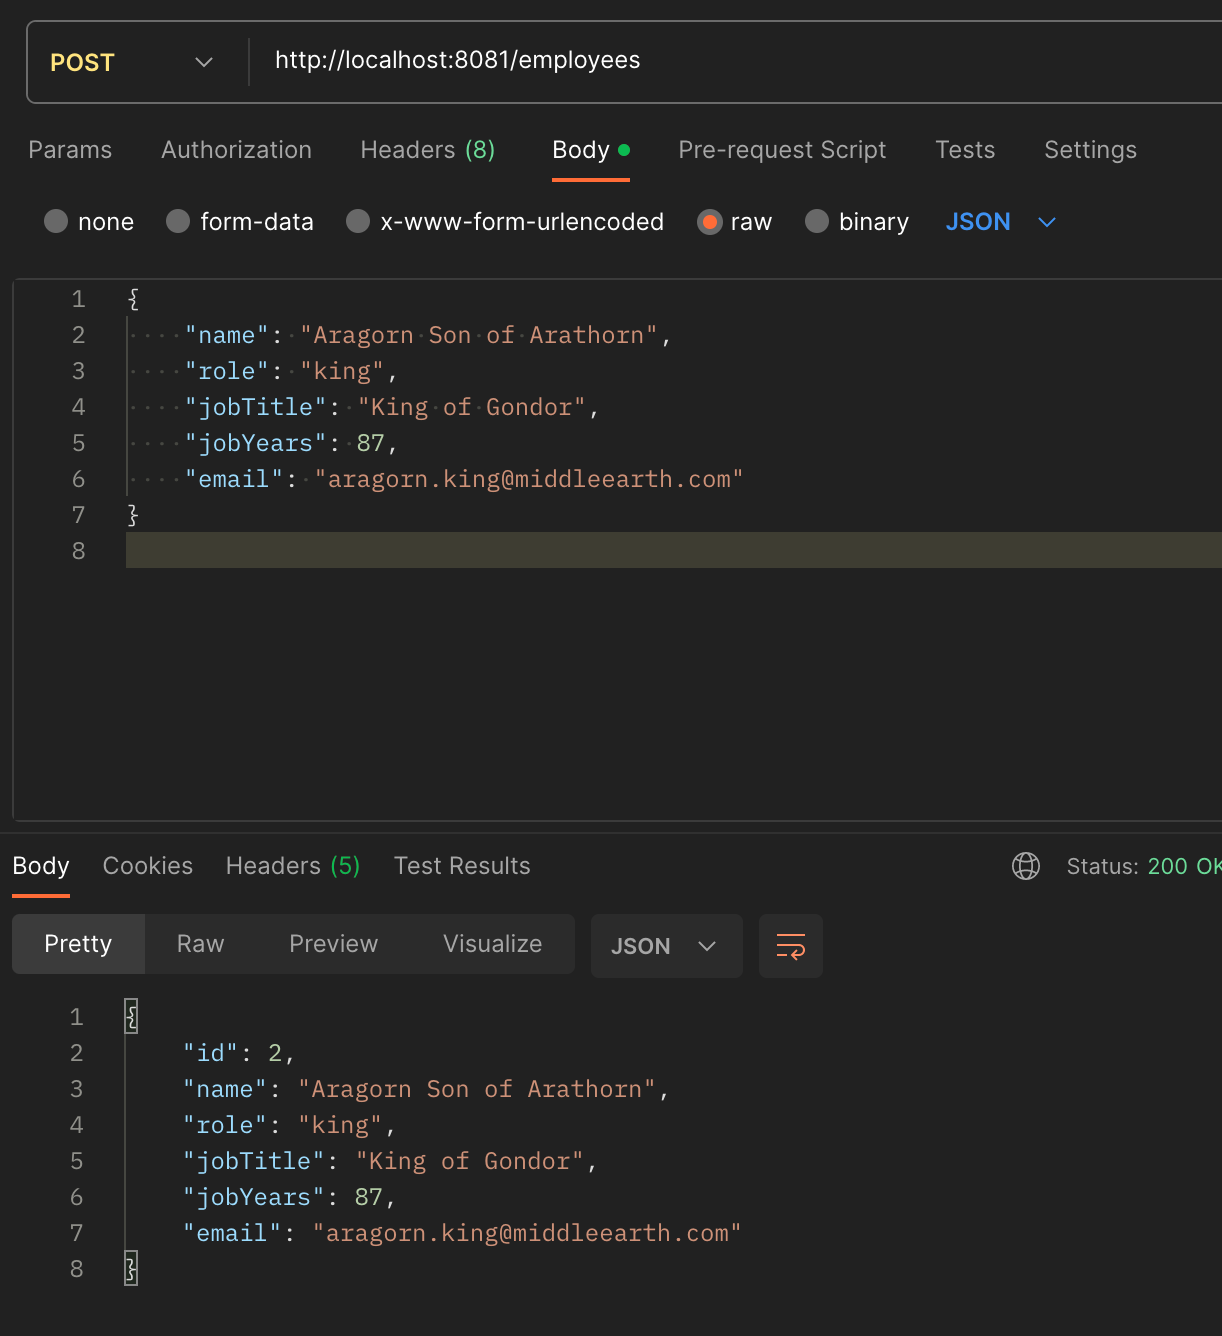 POST http://localhost:8081/employees
Params Authorization Headers (8) Body Pre-request Script Tests Settings
none form-data x-www-form-urlencoded raw binary JSON
1 {
2 "name": "Aragorn Son of Arathorn",
3 "role": "king",
4 "jobTitle": "King of Gondor",
5 "jobYears": 87,
6 "email": "aragorn.king@middleearth.com"
7 }
8
Body Cookies Headers (5) Test Results Status: 200 OK
Pretty Raw Preview Visualize JSON
1 {
2 "id": 2,
3 "name": "Aragorn Son of Arathorn",
4 "role": "king",
5 "jobTitle": "King of Gondor",
6 "jobYears": 87,
7 "email": "aragorn.king@middleearth.com"
8 }